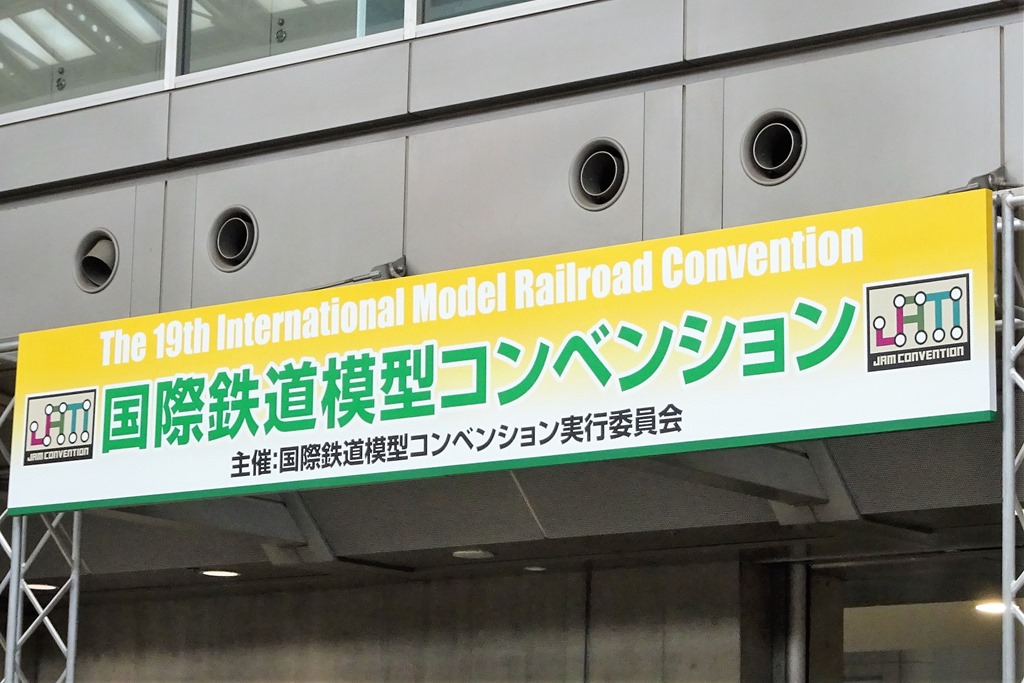 The 19th International Model Railroad Convention
国際鉄道模型コンベンション
主催:国際鉄道模型コンベンション実行委員会
JAM CONVENTION
JAM CONVENTION